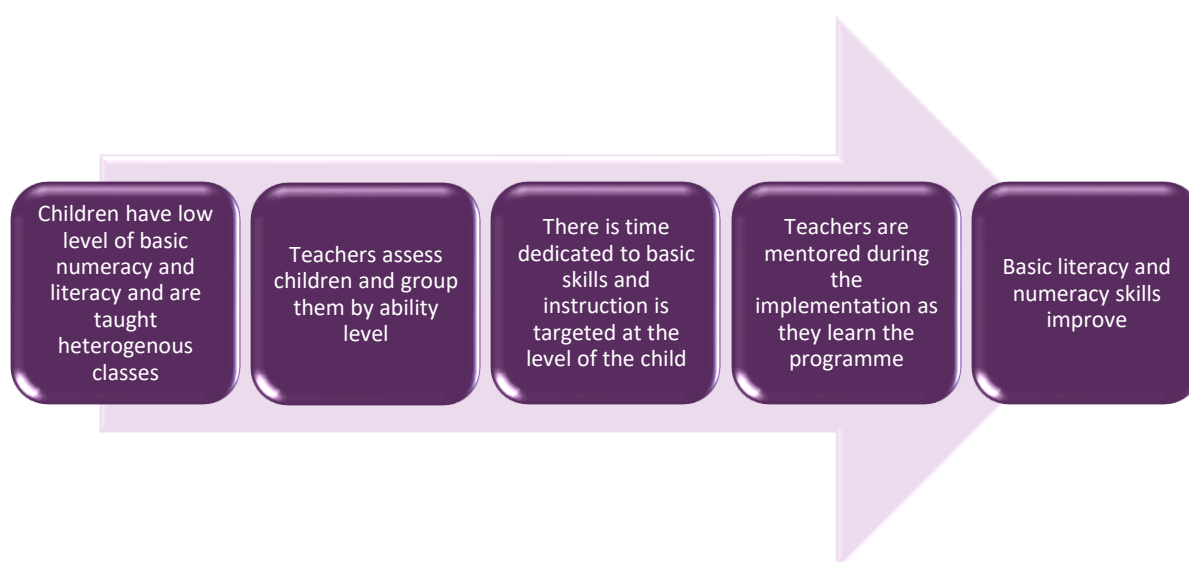 Children have low
level of basic
numeracy and
literacy and are
taught
heterogenous
classes
Teachers assess
children and group
them by ability
level
There is time
dedicated to basic
skills and
instruction is
targeted at the
level of the child
Teachers are
mentored during
the
implementation as
they learn the
programme
Basic literacy and
numeracy skills
improve